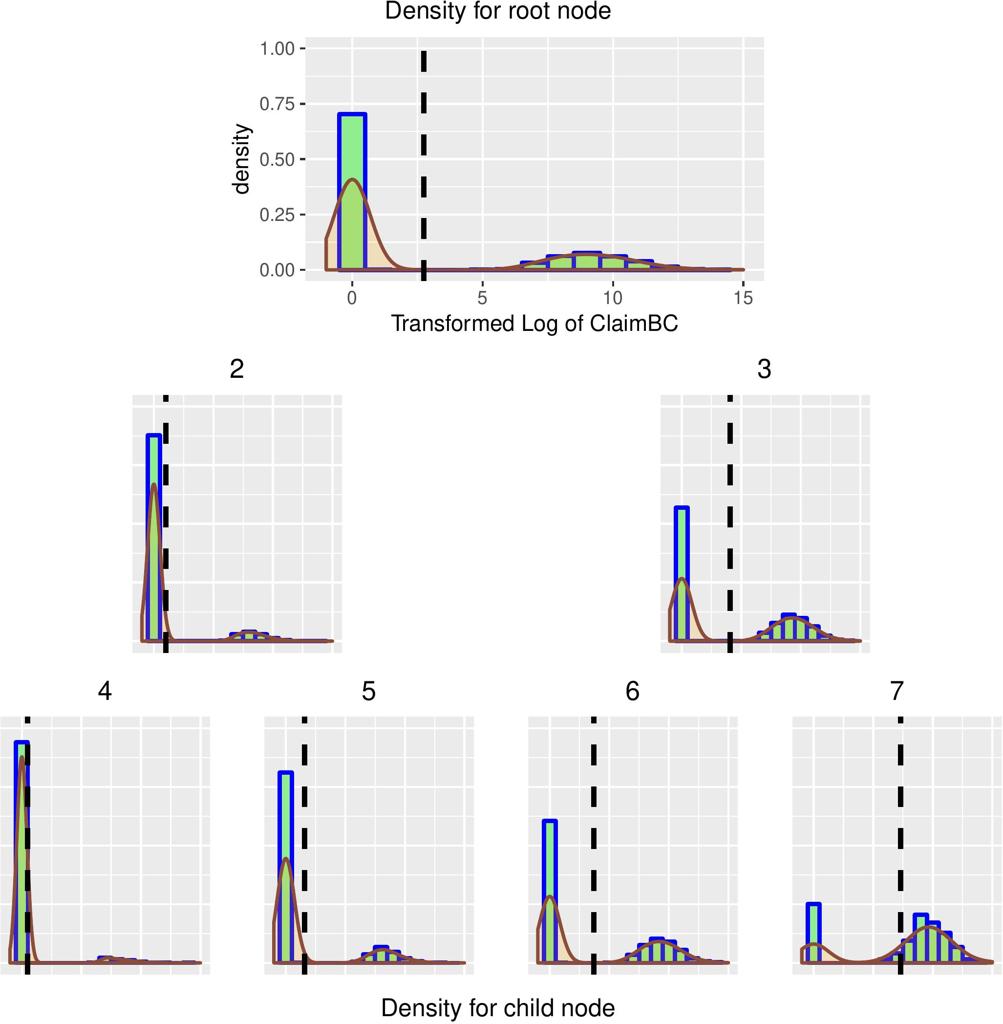 Density for root node
1.00
0.75
0.50
0.25
0.00
density
0 5 10 15
Transformed Log of ClaimBC
2 3
4 5 6 7
Density for child node